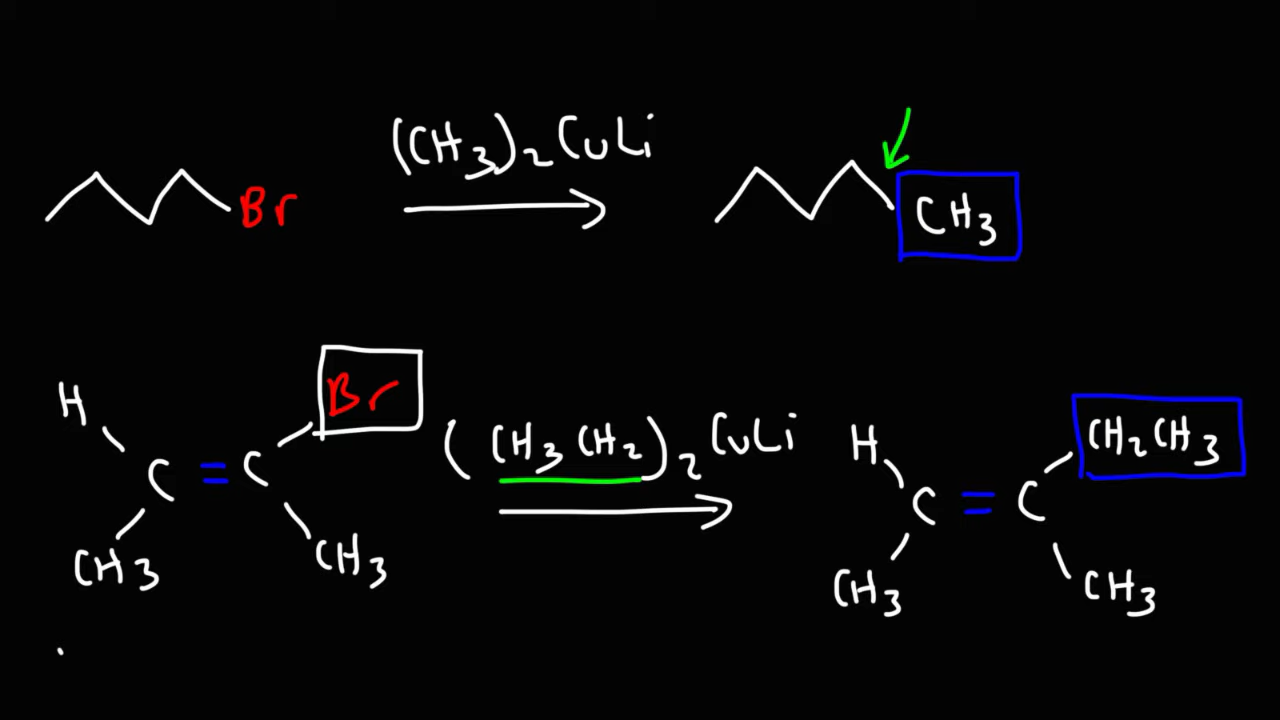 (CH3)2CuLi
Br → CH3
H Br (CH3CH2)2CuLi H CH2CH3
C = C → C = C
CH3 CH3 CH3 CH3